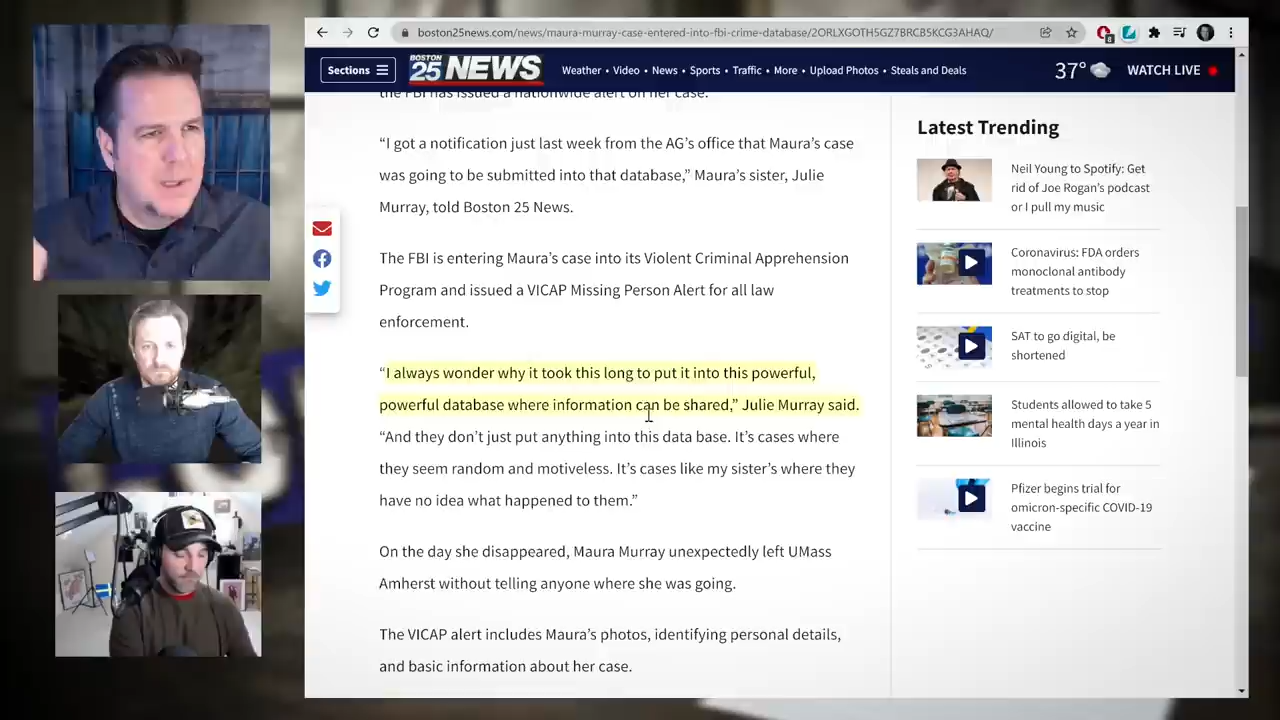 boston25news.com/news/maura-murray-case-entered-into-fbi-crime-database/2ORLXGOTH5GZ7BRCB5KCG3AHAQ/
8
Sections
BOSTON 25 NEWS
Weather • Video • News • Sports • Traffic • More • Upload Photos • Steals and Deals
37°
WATCH LIVE
the FBI has issued a nationwide alert on her case.
“I got a notification just last week from the AG’s office that Maura’s case
was going to be submitted into that database,” Maura’s sister, Julie
Murray, told Boston 25 News.
The FBI is entering Maura’s case into its Violent Criminal Apprehension
Program and issued a VICAP Missing Person Alert for all law
enforcement.
“I always wonder why it took this long to put it into this powerful,
powerful database where information can be shared,” Julie Murray said.
“And they don’t just put anything into this data base. It’s cases where
they seem random and motiveless. It’s cases like my sister’s where they
have no idea what happened to them.”
On the day she disappeared, Maura Murray unexpectedly left UMass
Amherst without telling anyone where she was going.
The VICAP alert includes Maura’s photos, identifying personal details,
and basic information about her case.
Latest Trending
Neil Young to Spotify: Get
rid of Joe Rogan’s podcast
or I pull my music
Coronavirus: FDA orders
monoclonal antibody
treatments to stop
SAT to go digital, be
shortened
Students allowed to take 5
mental health days a year in
Illinois
Pfizer begins trial for
omicron-specific COVID-19
vaccine